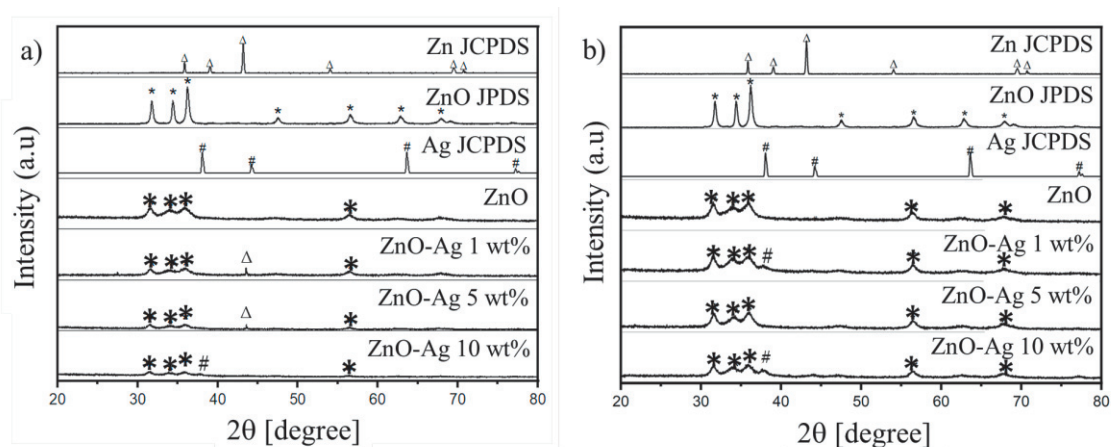 a)
Zn JCPDS
ZnO JPDS
Ag JCPDS
ZnO
ZnO-Ag 1 wt%
ZnO-Ag 5 wt%
ZnO-Ag 10 wt%
Intensity (a.u)
20 30 40 50 60 70 80
2θ [degree]
b)
Zn JCPDS
ZnO JPDS
Ag JCPDS
ZnO
ZnO-Ag 1 wt%
ZnO-Ag 5 wt%
ZnO-Ag 10 wt%
Intensity (a.u)
20 30 40 50 60 70 80
2θ [degree]